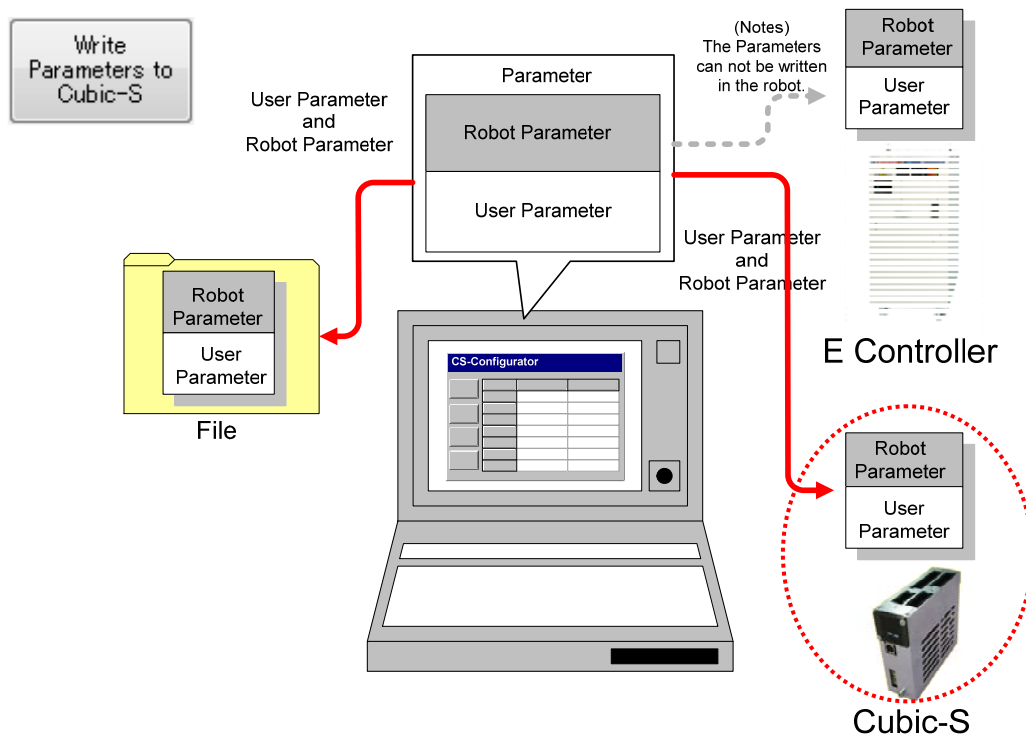 Write
Parameters to
Cubic-S
User Parameter
and
Robot Parameter
Parameter
Robot Parameter
User Parameter
(Notes)
The Parameters
can not be written
in the robot.
Robot
Parameter
User
Parameter
E Controller
User Parameter
and
Robot Parameter
Robot
Parameter
User
Parameter
File
CS-Configurator
Robot
Parameter
User
Parameter
Cubic-S